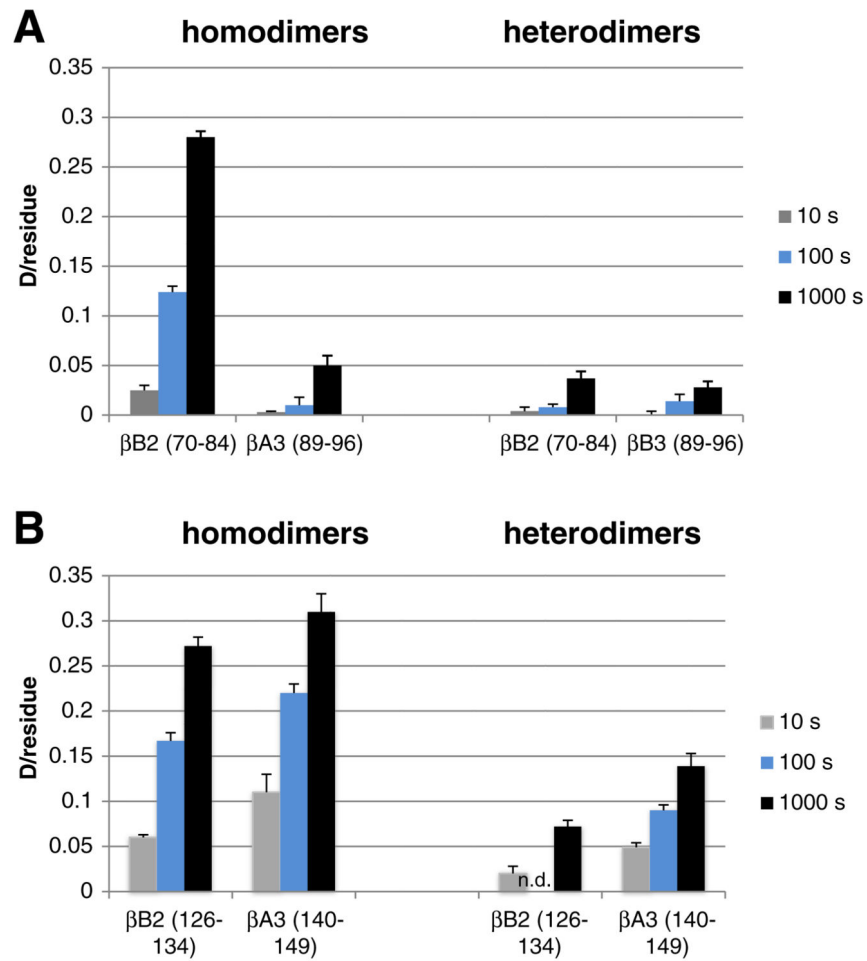 A
homodimers heterodimers
0.35
0.3
0.25
0.2
0.15
0.1
0.05
0
D/residue
10 s
100 s
1000 s
βB2 (70-84) βA3 (89-96) βB2 (70-84) βB3 (89-96)
B
homodimers heterodimers
0.35
0.3
0.25
0.2
0.15
0.1
0.05
0
D/residue
n.d.
10 s
100 s
1000 s
βB2 (126-
134)
βA3 (140-
149)
βB2 (126-
134)
βA3 (140-
149)